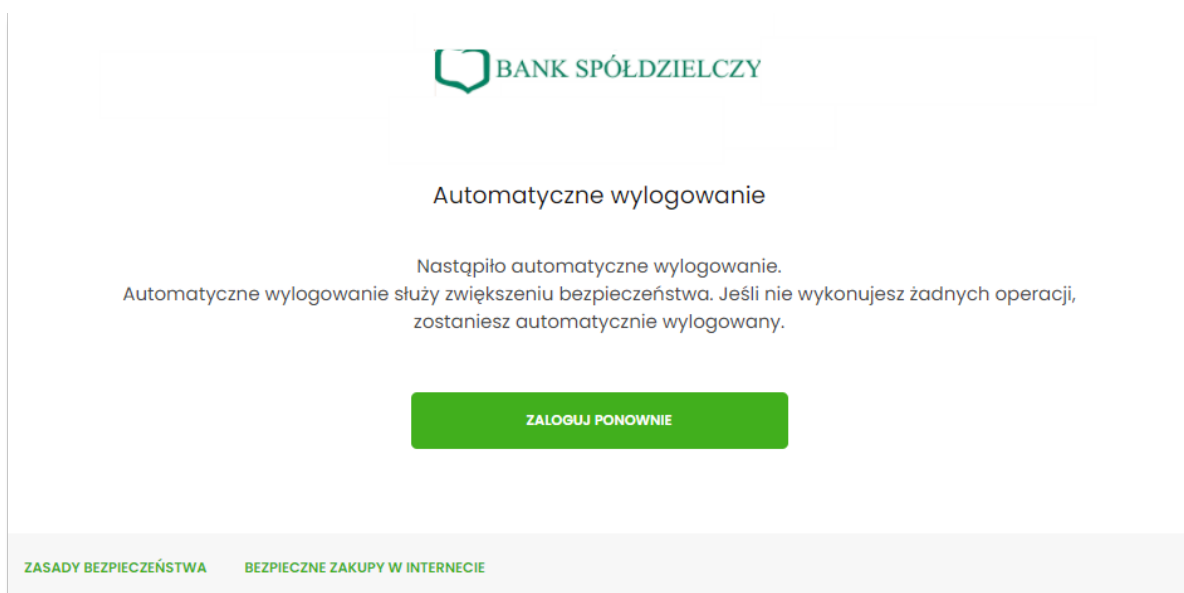 BANK SPÓŁDZIELCZY
Automatyczne wylogowanie
Nastąpiło automatyczne wylogowanie.
Automatyczne wylogowanie służy zwiększeniu bezpieczeństwa. Jeśli nie wykonujesz żadnych operacji,
zostaniesz automatycznie wylogowany.
ZALOGUJ PONOWNIE
ZASADY BEZPIECZEŃSTWA BEZPIECZNE ZAKUPY W INTERNECIE